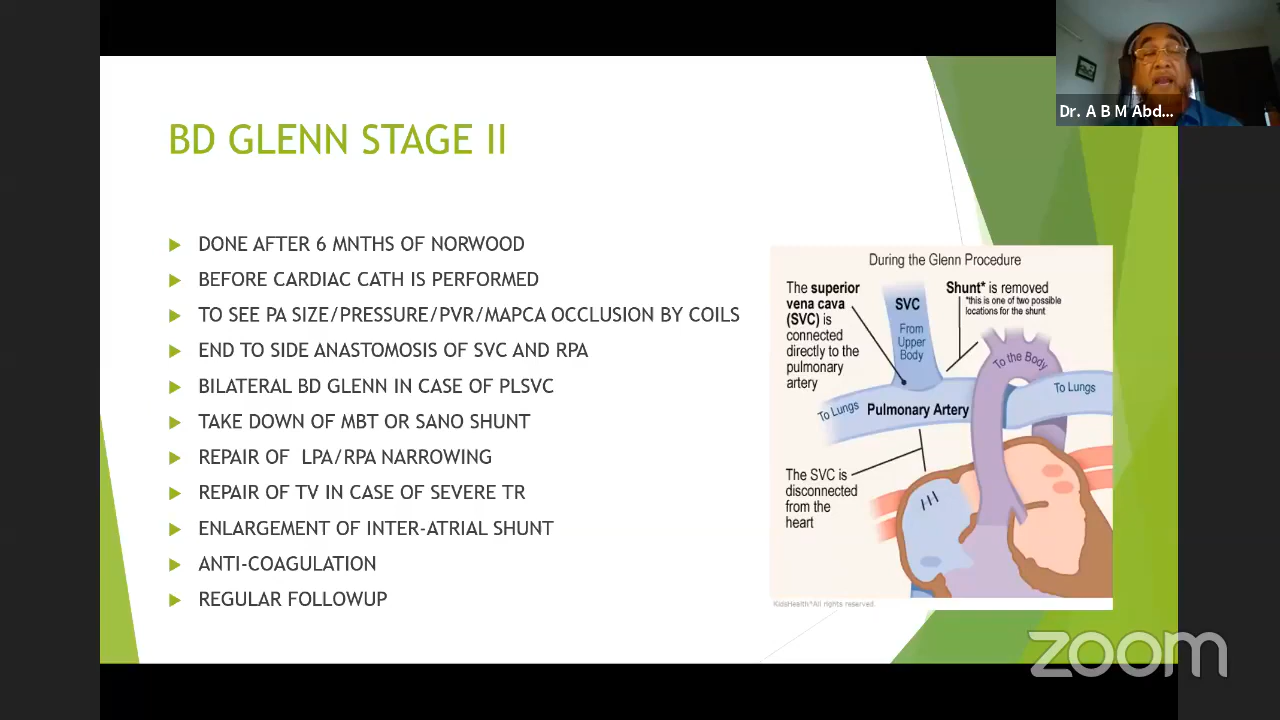 Dr. A B M Abd...
BD GLENN STAGE II
DONE AFTER 6 MNTHS OF NORWOOD
BEFORE CARDIAC CATH IS PERFORMED
TO SEE PA SIZE/PRESSURE/PVR/MAPCA OCCLUSION BY COILS
END TO SIDE ANASTOMOSIS OF SVC AND RPA
BILATERAL BD GLENN IN CASE OF PLSVC
TAKE DOWN OF MBT OR SANO SHUNT
REPAIR OF LPA/RPA NARROWING
REPAIR OF TV IN CASE OF SEVERE TR
ENLARGEMENT OF INTER-ATRIAL SHUNT
ANTI-COAGULATION
REGULAR FOLLOWUP
During the Glenn Procedure
The superior
vena cava
(SVC) is
connected
directly to the
pulmonary
artery
SVC
From
Upper
Body
Shunt* is removed
*this is one of two possible
locations for the shunt
To the Body
To Lungs
Pulmonary Artery
To Lungs
The SVC is
disconnected
from the
heart
KidsHealth® All rights reserved.
zoom